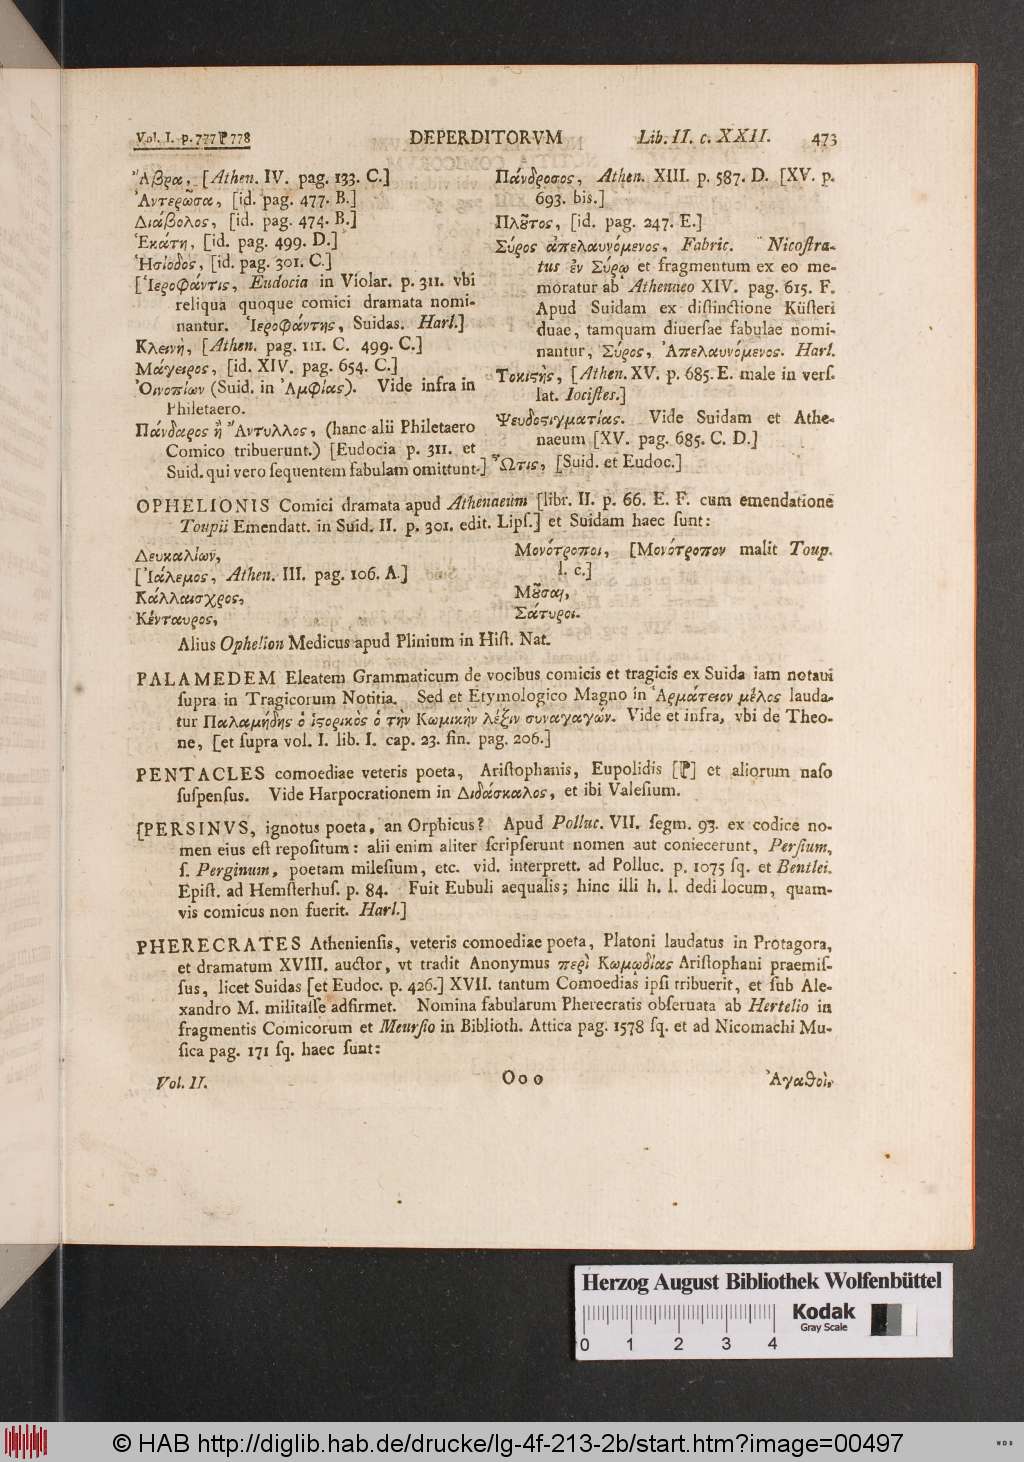 Vol. I. p. 777 ⁋ 778 DEPERDITORVM Lib. II. c. XXII. 473
Ἅβρα, [Athen. IV. pag. 133. C.]
Ἀντερῶσα, [id. pag. 477. B.]
Διάβολος, [id. pag. 474. B.]
Ἑκάτη, [id. pag. 499. D.]
Ἡσίοδος, [id. pag. 301. C.]
[Ἱεροφάντις, Eudocia in Violar. p. 311. vbi
reliqua quoque comici dramata nomi-
nantur. Ἱεροφάντης, Suidas. Harl.]
Κλεινὴ, [Athen. pag. 111. C. 499. C.]
Μάγειρος, [id. XIV. pag. 654. C.]
Ὀινοπίων (Suid. in Ἀμφίας). Vide infra in
Philetaero.
Πάνδαρος ἢ Ἄντυλλος, (hanc alii Philetaero
Comico tribuerunt.) [Eudocia p. 311. et
Suid. qui vero ſequentem fabulam omittunt.]
Πάνδροσος, Athen. XIII. p. 587. D. [XV. p.
693. bis.]
Πλοῦτος, [id. pag. 247. E.]
Σύρος ἀπελαυνόμενος, Fabric. Nicoſtra-
tus ἐν Σύρῳ et fragmentum ex eo me-
moratur ab Athenaeo XIV. pag. 615. F.
Apud Suidam ex diſtinctione Küſteri
duae, tamquam diuerſae fabulae nomi-
nantur, Σύρος, Ἀπελαυνόμενος. Harl.
Τοκιϛὴς, [Athen. XV. p. 685. E. male in verſ.
lat. Iociſtes.]
Ψευδοϛιγματίας. Vide Suidam et Athe-
naeum [XV. pag. 685. C. D.]
Ὦτις, [Suid. et Eudoc.]
OPHELIONIS Comici dramata apud Athenaeum [libr. II. p. 66. E. F. cum emendatione
Toupii Emendatt. in Suid. II. p. 301. edit. Lipſ.] et Suidam haec ſunt:
Δευκαλίων,
[Ἰάλεμος, Athen. III. pag. 106. A.]
Κάλλαισχρος,
Κένταυρος,
Μονότροποι, [Μονότροπον malit Toup.
l. c.]
Μοῦσαι,
Σάτυροι.
Alius Ophelion Medicus apud Plinium in Hiſt. Nat.
PALAMEDEM Eleatem Grammaticum de vocibus comicis et tragicis ex Suida iam notaui
ſupra in Tragicorum Notitia. Sed et Etymologico Magno in Ἁρμάτειον μέλος lauda-
tur Παλαμήδης ὁ ἱϛορικὸς ὁ τὴν Κωμικὴν λέξιν συναγαγών. Vide et infra, vbi de Theo-
ne, [et ſupra vol. I. lib. I. cap. 23. fin. pag. 206.]
PENTACLES comoediae veteris poeta, Ariſtophanis, Eupolidis [⁋] et aliorum naſo
ſuſpenſus. Vide Harpocrationem in Διδάσκαλος, et ibi Valeſium.
[PERSINVS, ignotus poeta, an Orphicus? Apud Polluc. VII. ſegm. 93. ex codice no-
men eius eſt repoſitum: alii enim aliter ſcripſerunt nomen aut coniecerunt, Perſium,
ſ. Perginum, poetam mileſium, etc. vid. interprett. ad Polluc. p. 1075 ſq. et Bentlei.
Epiſt. ad Hemſterhuſ. p. 84. Fuit Eubuli aequalis; hinc illi h. l. dedi locum, quam-
vis comicus non fuerit. Harl.]
PHERECRATES Athenienſis, veteris comoediae poeta, Platoni laudatus in Protagora,
et dramatum XVIII. auctor, vt tradit Anonymus περὶ Κωμῳδίας Ariſtophani praemiſ-
ſus, licet Suidas [et Eudoc. p. 426.] XVII. tantum Comoedias ipſi tribuerit, et ſub Ale-
xandro M. militaſſe adfirmet. Nomina fabularum Pherecratis obſeruata ab Hertelio in
fragmentis Comicorum et Meurſio in Biblioth. Attica pag. 1578 ſq. et ad Nicomachi Mu-
ſica pag. 171 ſq. haec ſunt:
Vol. II. Ooo Ἀγαθοὶ,
Herzog August Bibliothek Wolfenbüttel
Kodak
Gray Scale
0 1 2 3 4
© HAB http://diglib.hab.de/drucke/lg-4f-213-2b/start.htm?image=00497